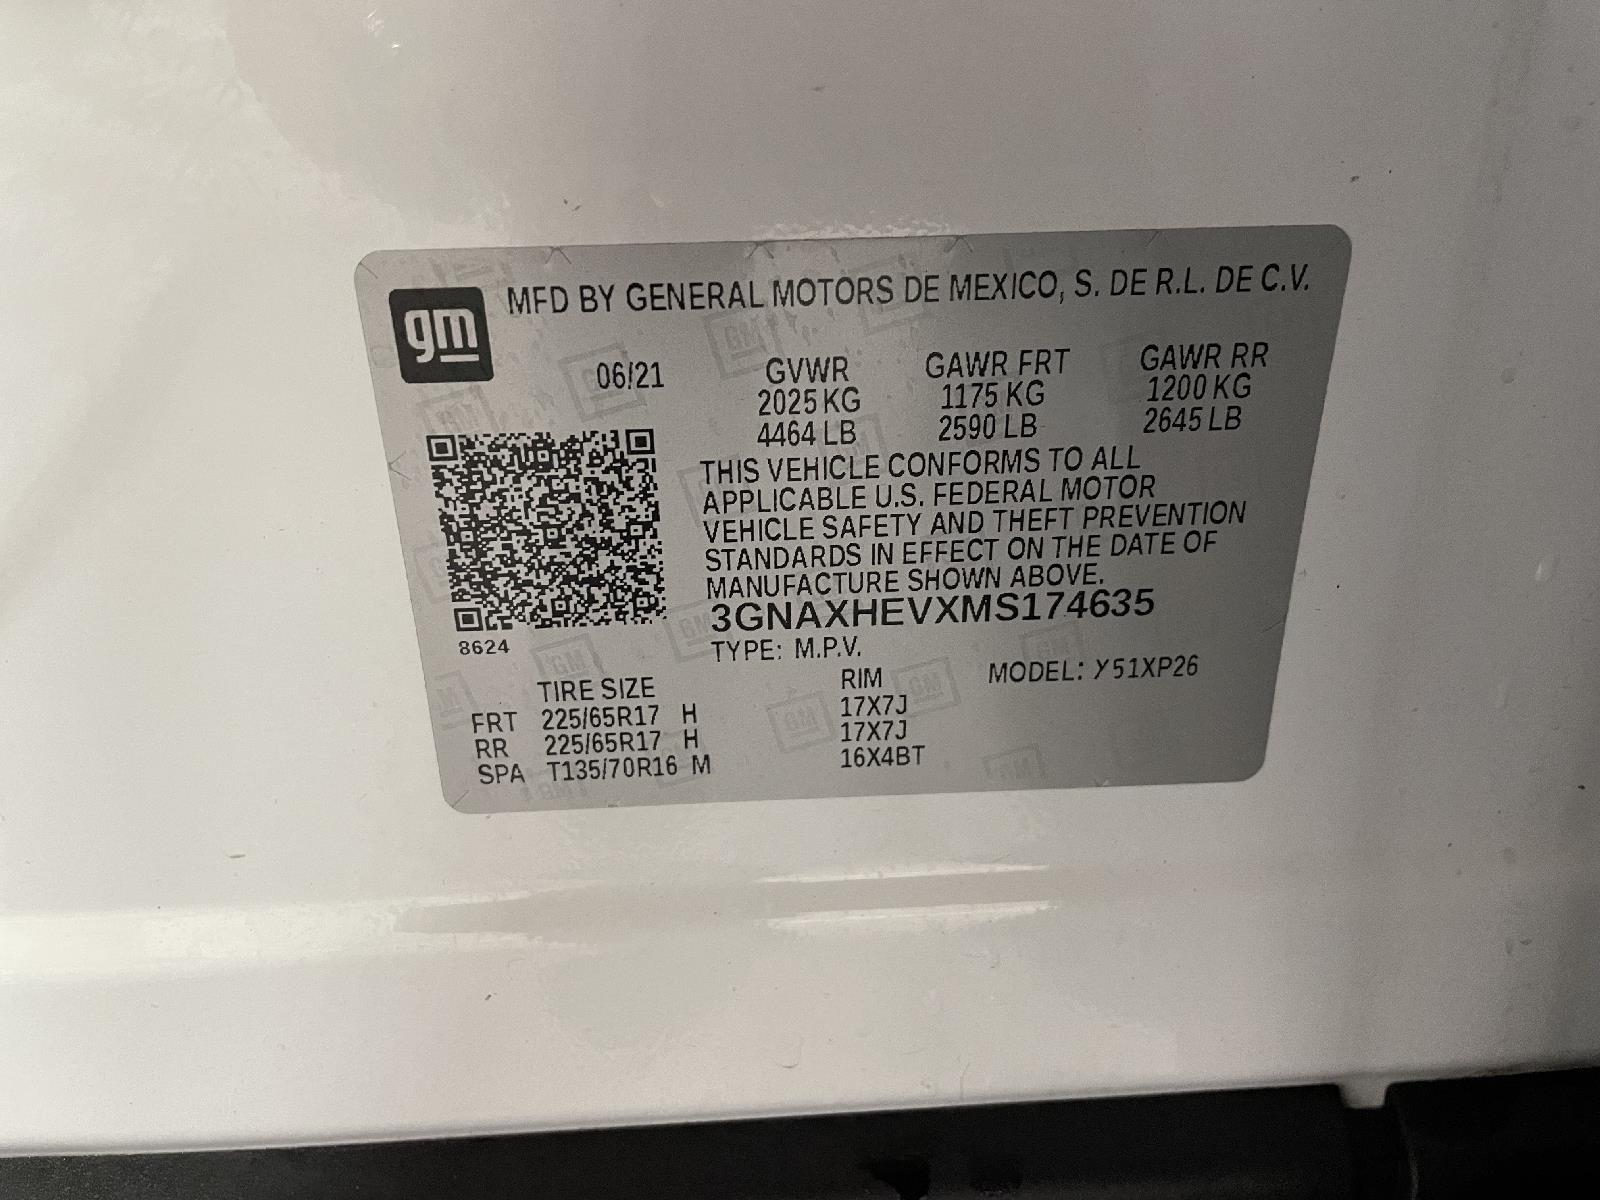 gm MFD BY GENERAL MOTORS DE MEXICO, S. DE R.L. DE C.V.
06/21 GVWR GAWR FRT GAWR RR
2025 KG 1175 KG 1200 KG
4464 LB 2590 LB 2645 LB
THIS VEHICLE CONFORMS TO ALL
APPLICABLE U.S. FEDERAL MOTOR
VEHICLE SAFETY AND THEFT PREVENTION
STANDARDS IN EFFECT ON THE DATE OF
MANUFACTURE SHOWN ABOVE.
3GNAXHEVXMS174635
8624
TYPE: M.P.V.
TIRE SIZE RIM MODEL: Y51XP26
FRT 225/65R17 H 17X7J
RR 225/65R17 H 17X7J
SPA T135/70R16 M 16X4BT